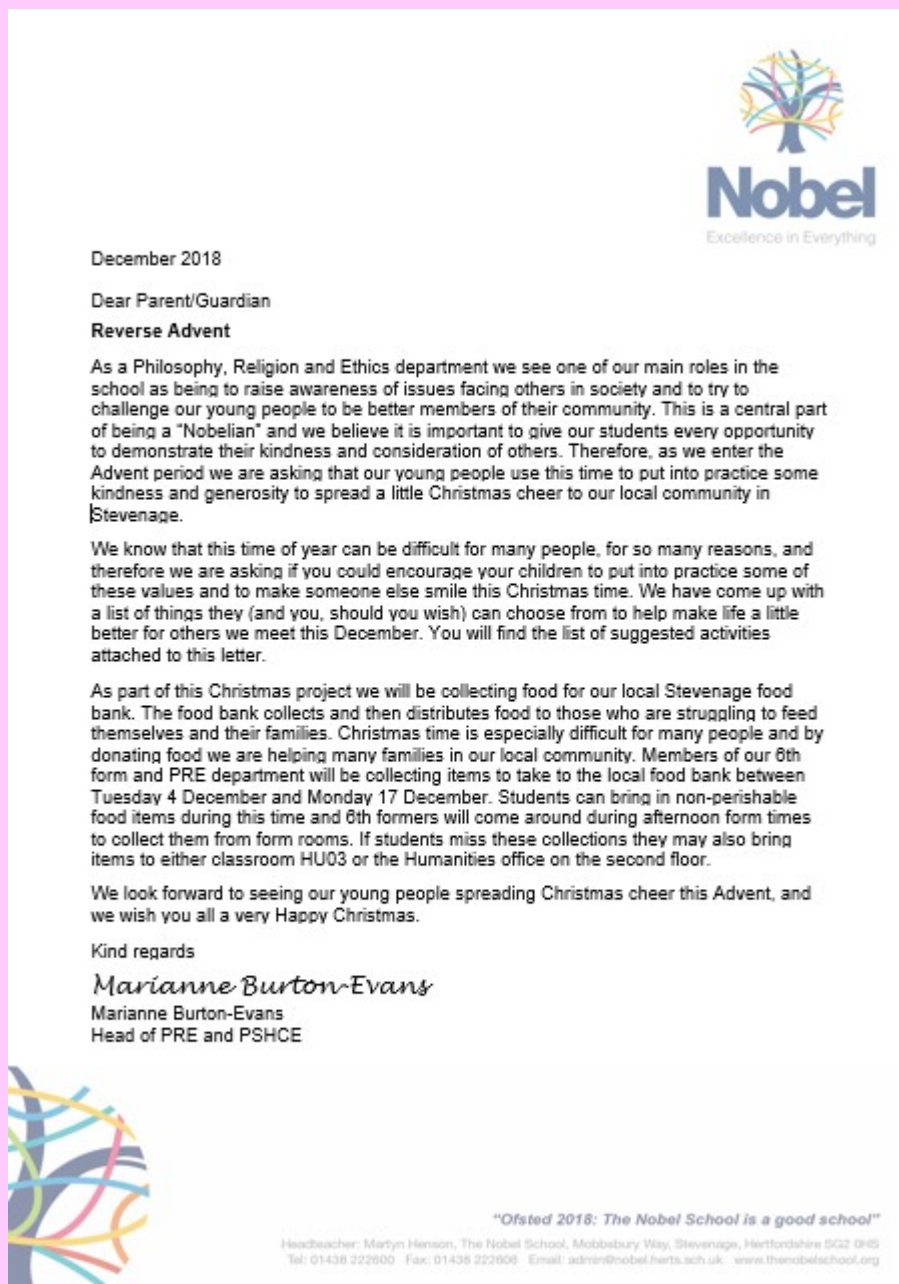 Nobel
Excellence in Everything
December 2018
Dear Parent/Guardian
Reverse Advent
As a Philosophy, Religion and Ethics department we see one of our main roles in the
school as being to raise awareness of issues facing others in society and to try to
challenge our young people to be better members of their community. This is a central part
of being a "Nobelian" and we believe it is important to give our students every opportunity
to demonstrate their kindness and consideration of others. Therefore, as we enter the
Advent period we are asking that our young people use this time to put into practice some
kindness and generosity to spread a little Christmas cheer to our local community in
Stevenage.
We know that this time of year can be difficult for many people, for so many reasons, and
therefore we are asking if you could encourage your children to put into practice some of
these values and to make someone else smile this Christmas time. We have come up with
a list of things they (and you, should you wish) can choose from to help make life a little
better for others we meet this December. You will find the list of suggested activities
attached to this letter.
As part of this Christmas project we will be collecting food for our local Stevenage food
bank. The food bank collects and then distributes food to those who are struggling to feed
themselves and their families. Christmas time is especially difficult for many people and by
donating food we are helping many families in our local community. Members of our 6th
form and PRE department will be collecting items to take to the local food bank between
Tuesday 4 December and Monday 17 December. Students can bring in non-perishable
food items during this time and 6th formers will come around during afternoon form times
to collect them from form rooms. If students miss these collections they may also bring
items to either classroom HU03 or the Humanities office on the second floor.
We look forward to seeing our young people spreading Christmas cheer this Advent, and
we wish you all a very Happy Christmas.
Kind regards
Marianne Burton-Evans
Marianne Burton-Evans
Head of PRE and PSHCE
"Ofsted 2018: The Nobel School is a good school"
Headteacher: Martyn Henson, The Nobel School, Mobbsbury Way, Stevenage, Hertfordshire SG2 0HS
Tel: 01438 222600 Fax: 01438 222608 Email: admin@nobel.herts.sch.uk www.thenobelschool.org